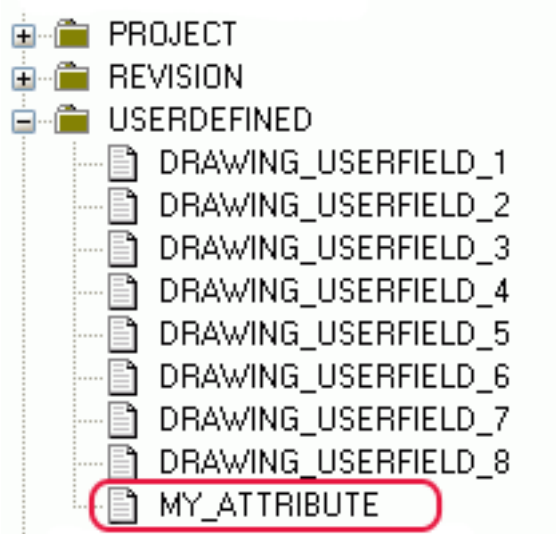 PROJECT
REVISION
USERDEFINED
DRAWING_USERFIELD_1
DRAWING_USERFIELD_2
DRAWING_USERFIELD_3
DRAWING_USERFIELD_4
DRAWING_USERFIELD_5
DRAWING_USERFIELD_6
DRAWING_USERFIELD_7
DRAWING_USERFIELD_8
MY_ATTRIBUTE